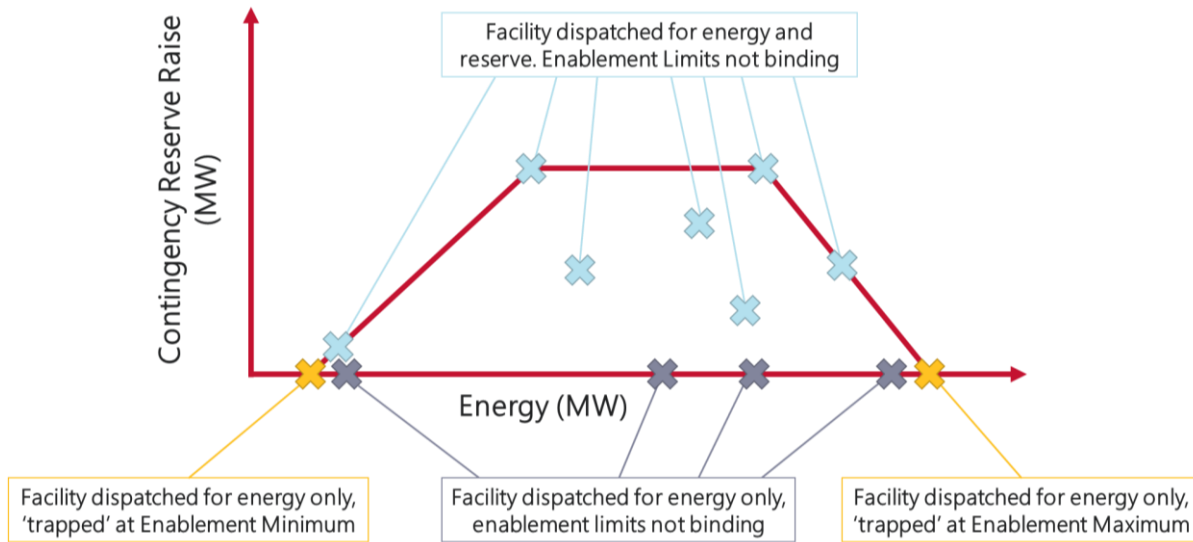 Facility dispatched for energy and
reserve. Enablement Limits not binding
Contingency Reserve Raise
(MW)
Energy (MW)
Facility dispatched for energy only,
‘trapped’ at Enablement Minimum
Facility dispatched for energy only,
enablement limits not binding
Facility dispatched for energy only,
‘trapped’ at Enablement Maximum